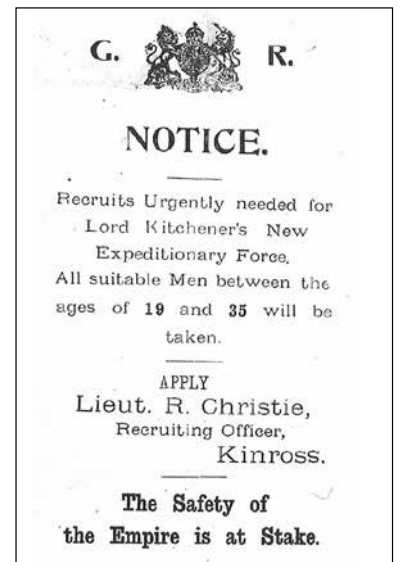 G. R.
NOTICE.
Recruits Urgently needed for
Lord Kitchener's New
Expeditionary Force.
All suitable Men between the
ages of 19 and 35 will be
taken.
APPLY
Lieut. R. Christie,
Recruiting Officer,
Kinross.
The Safety of
the Empire is at Stake.